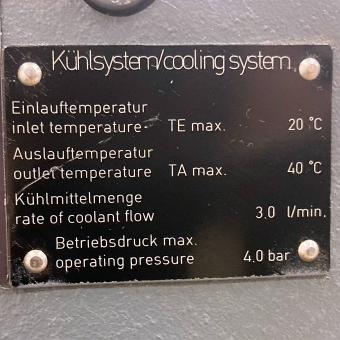 Kühlsystem/cooling system
Einlauftemperatur
inlet temperature- TE max. 20 °C
Auslauftemperatur
outlet temperature TA max. 40 °C
Kühlmittelmenge
rate of coolant flow 3.0 l/min.
Betriebsdruck max.
operating pressure 4.0 bar